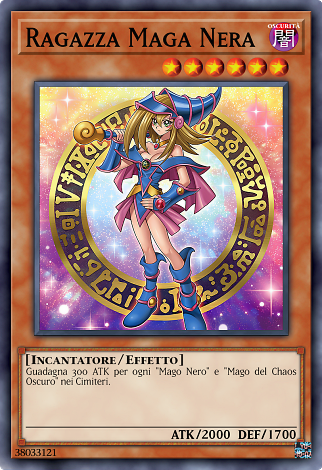 Ragazza Maga Nera
OSCURITÀ
闇
[Incantatore/Effetto]
Guadagna 300 ATK per ogni "Mago Nero" e "Mago del Chaos
Oscuro" nei Cimiteri.
ATK/2000 DEF/1700
38033121